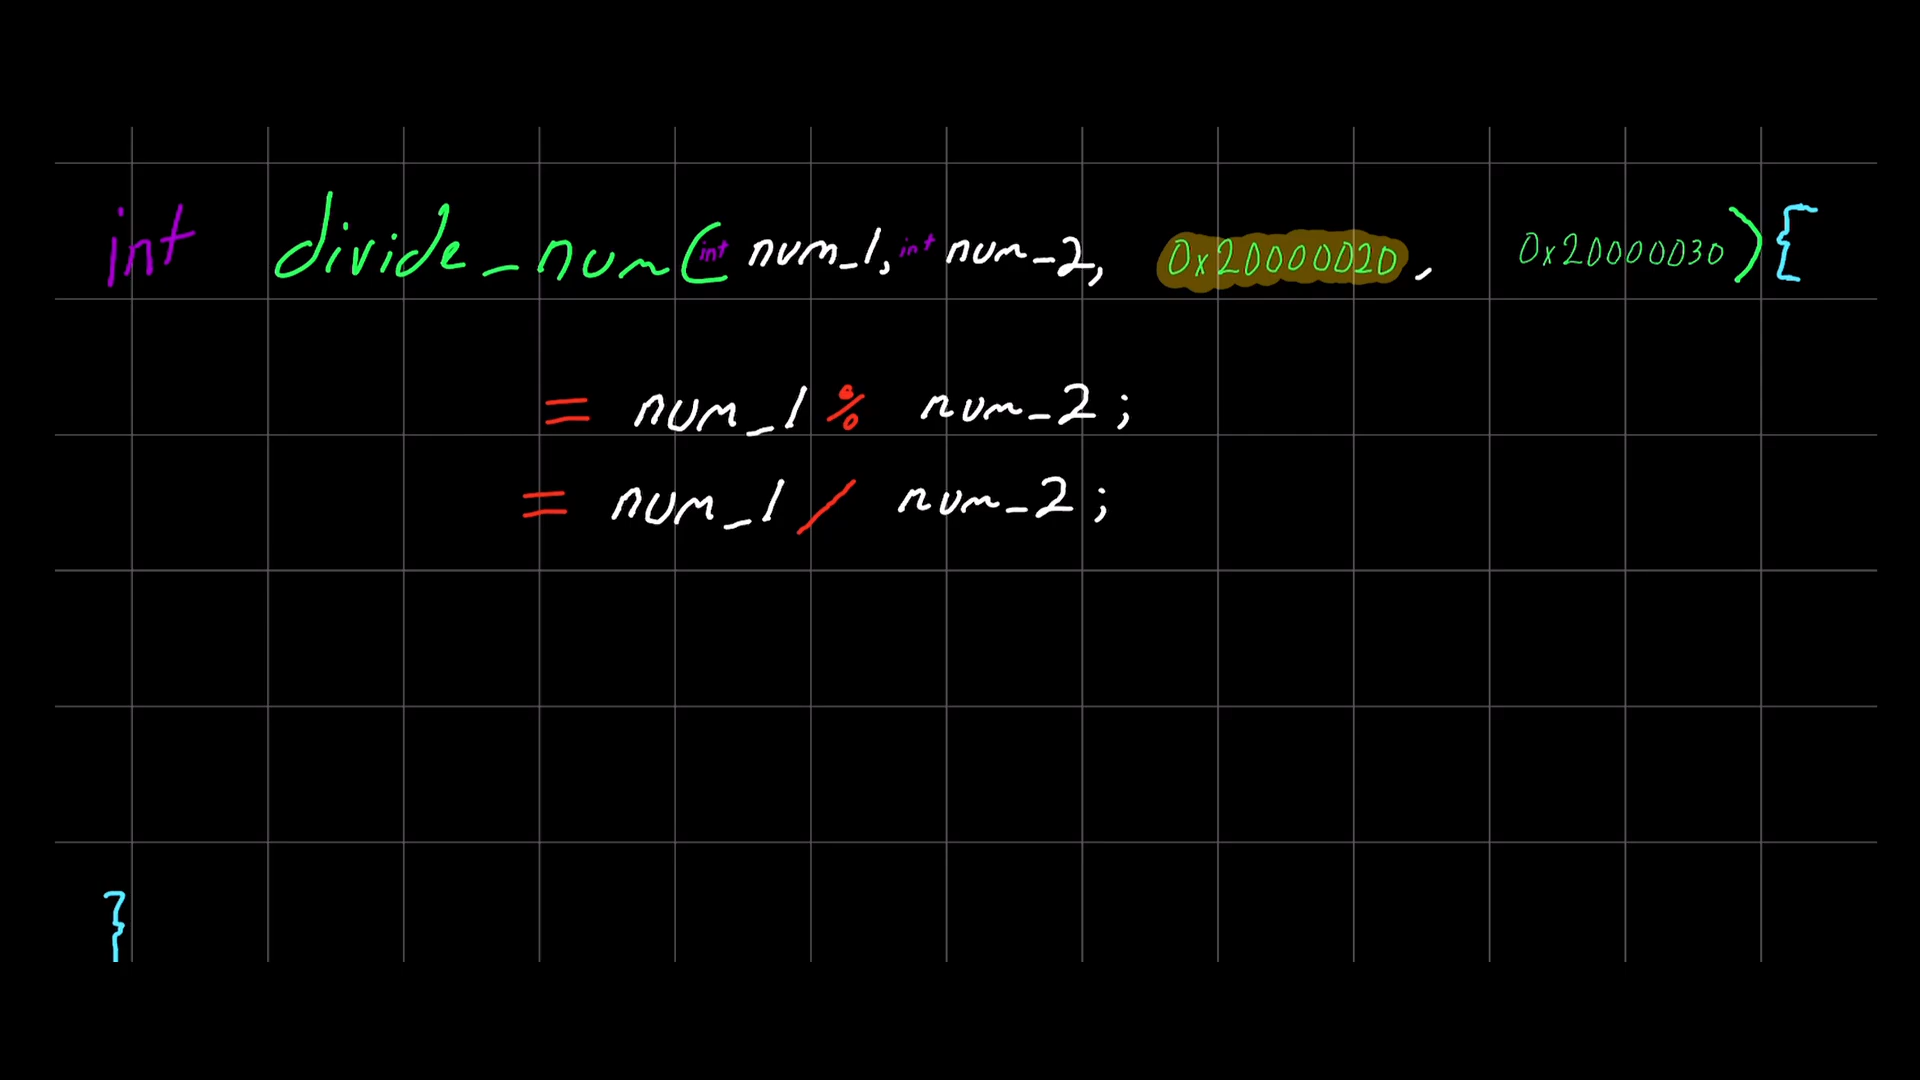 int divide_num(int num_1, int num_2, 0x20000020, 0x20000030){
= num_1 % num_2;
= num_1 / num_2;
}